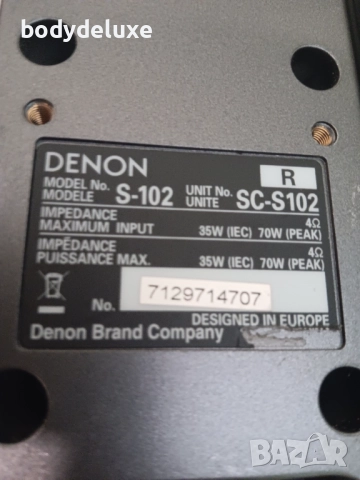 bodydeluxe
DENON
R
MODEL No. S-102 UNIT No. SC-S102
MODELE UNITE
IMPEDANCE 4Ω
MAXIMUM INPUT 35W (IEC) 70W (PEAK)
IMPÉDANCE 4Ω
PUISSANCE MAX. 35W (IEC) 70W (PEAK)
No. 7129714707
DESIGNED IN EUROPE
Denon Brand Company
BAZAR